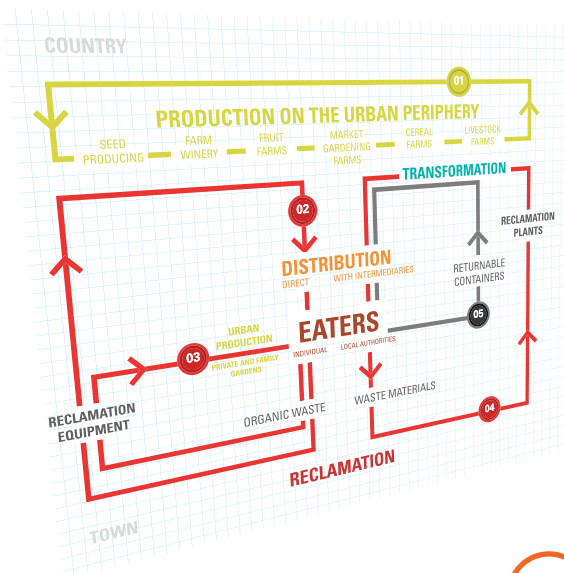 COUNTRY
01
PRODUCTION ON THE URBAN PERIPHERY
SEED
PRODUCING
FARM
WINERY
FRUIT
FARMS
MARKET
GARDENING
FARMS
CEREAL
FARMS
LIVESTOCK
FARMS
TRANSFORMATION
02
RECLAMATION
PLANTS
DISTRIBUTION
DIRECT
WITH INTERMEDIARIES
RETURNABLE
CONTAINERS
05
EATERS
INDIVIDUAL
LOCAL AUTHORITIES
URBAN
PRODUCTION
03
PRIVATE AND FAMILY
GARDENS
RECLAMATION
EQUIPMENT
ORGANIC WASTE
WASTE MATERIALS
04
RECLAMATION
TOWN